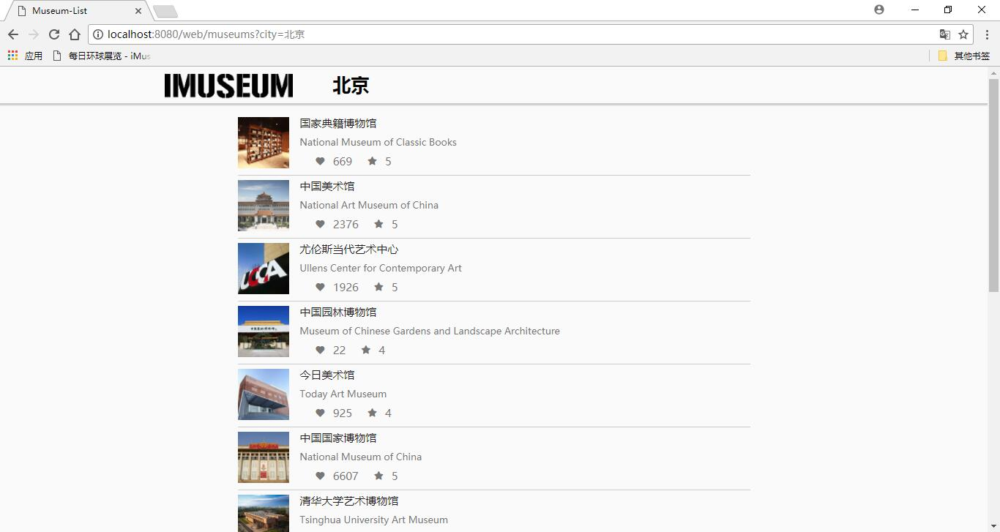 Museum-List
localhost:8080/web/museums?city=北京
应用 每日环球展览 - iMus
其他书签
IMUSEUM 北京
国家典籍博物馆
National Museum of Classic Books
669 5
中国美术馆
National Art Museum of China
2376 5
尤伦斯当代艺术中心
Ullens Center for Contemporary Art
1926 5
UCCA
中国园林博物馆
Museum of Chinese Gardens and Landscape Architecture
22 4
今日美术馆
Today Art Museum
925 4
中国国家博物馆
National Museum of China
6607 5
清华大学艺术博物馆
Tsinghua University Art Museum